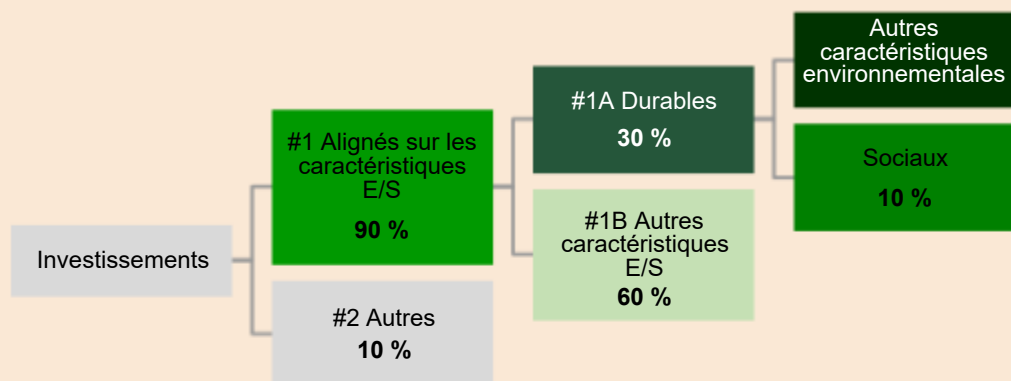 Investissements
#1 Alignés sur les
caractéristiques
E/S
90 %
#2 Autres
10 %
#1A Durables
30 %
#1B Autres
caractéristiques
E/S
60 %
Autres
caractéristiques
environnementales
Sociaux
10 %